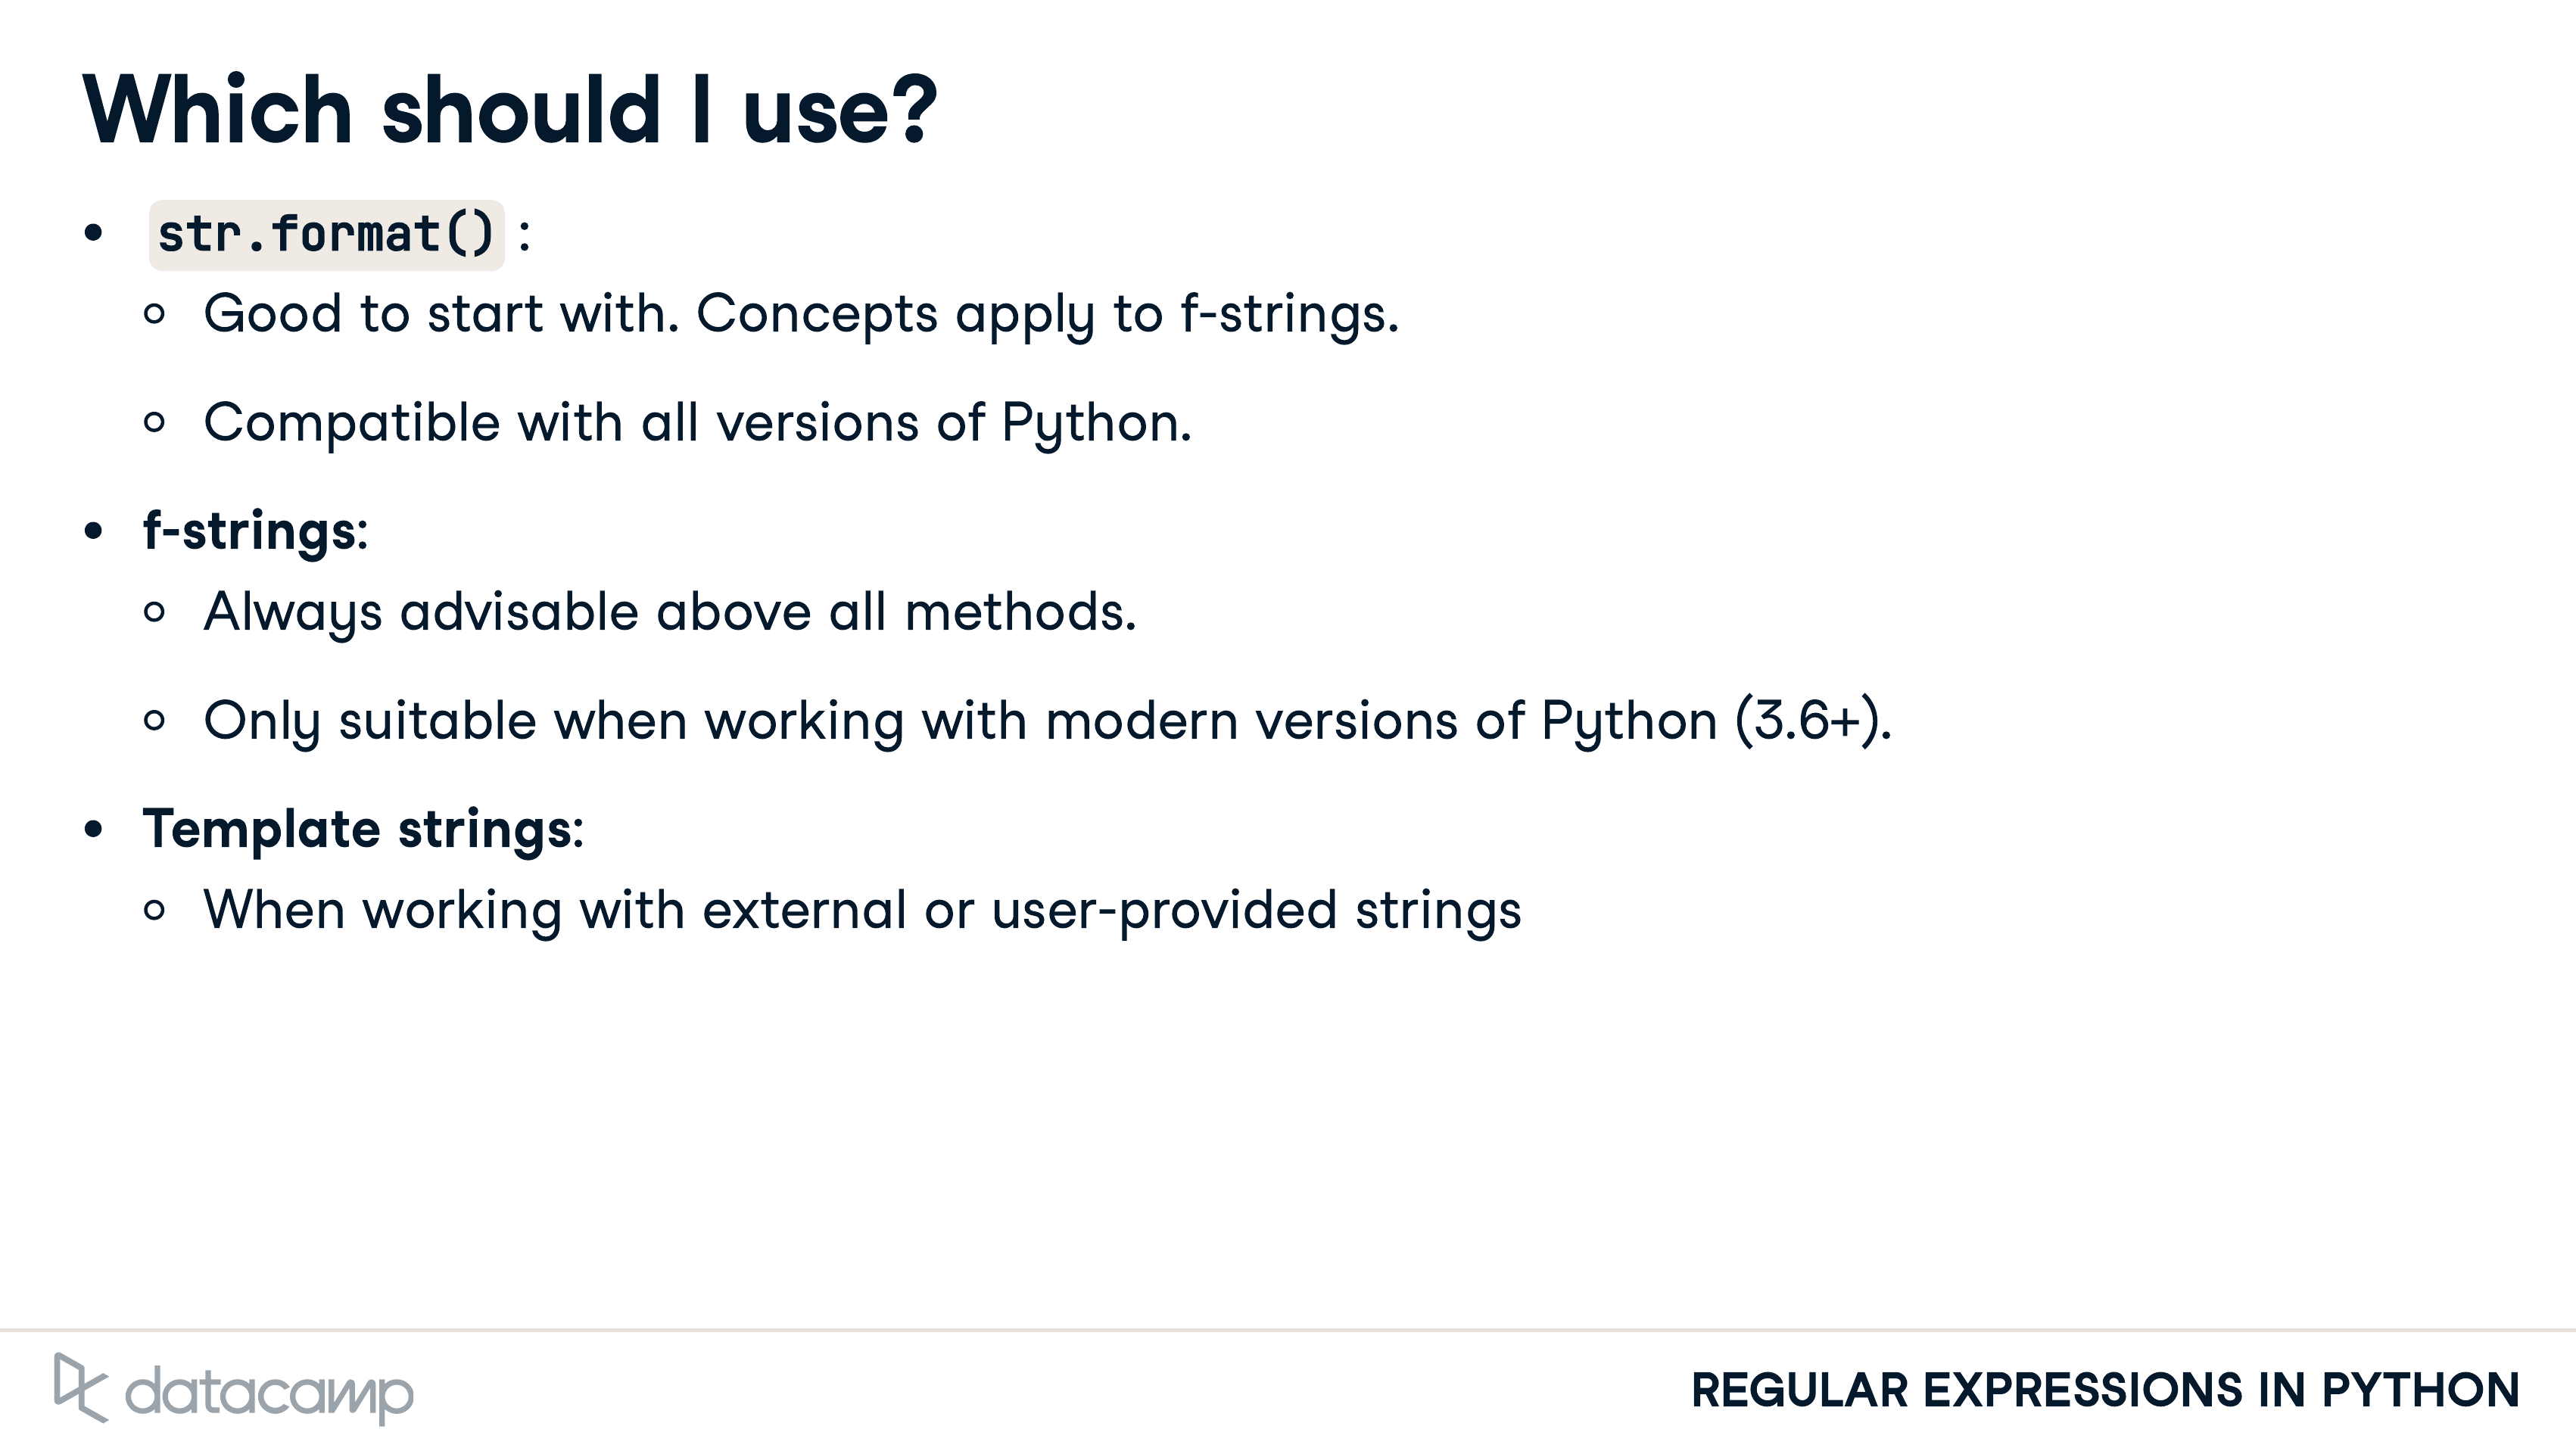 Which should I use?
• str.format() :
○ Good to start with. Concepts apply to f-strings.
○ Compatible with all versions of Python.
• f-strings:
○ Always advisable above all methods.
○ Only suitable when working with modern versions of Python (3.6+).
• Template strings:
○ When working with external or user-provided strings
datacamp
REGULAR EXPRESSIONS IN PYTHON